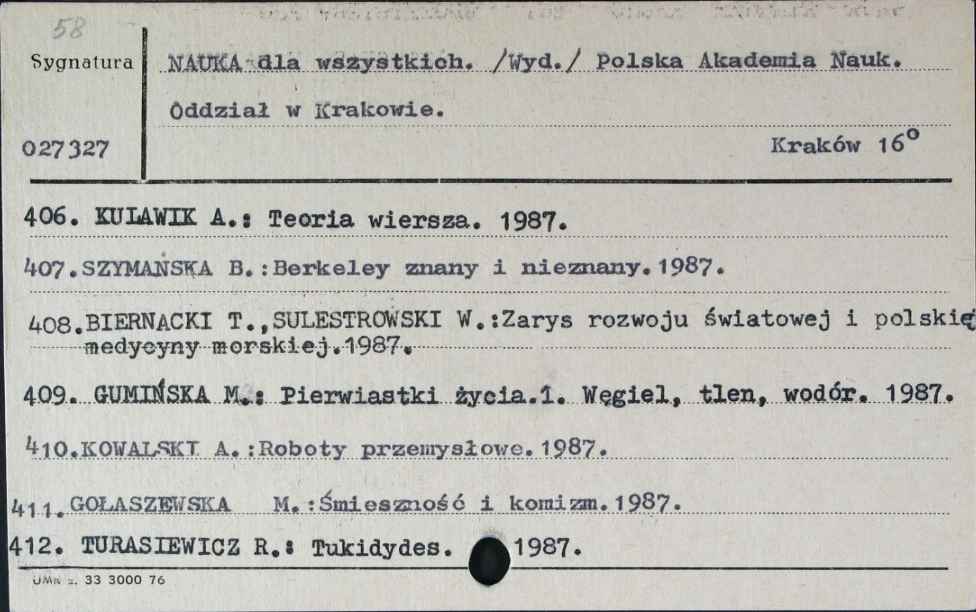 58
Sygnatura
NAUKA dla wszystkich. /Wyd./ Polska Akademia Nauk.
Oddział w Krakowie.
027327
Kraków 16°
406. KULAWIK A.: Teoria wiersza. 1987.
407. SZYMAŃSKA B.:Berkeley znany i nieznany.1987.
408. BIERNACKI T.,SULESTROWSKI W.:Zarys rozwoju światowej i polskiej
medycyny morskiej.1987.
409. GUMIŃSKA M.: Pierwiastki życia.1. Węgiel, tlen, wodór. 1987.
410.KOWALSKI A.:Roboty przemysłowe.1987.
411. GOŁASZEWSKA M.:Śmieszność i komizm.1987.
412. TURASIEWICZ R.: Tukidydes. 1987.
33 3000 76